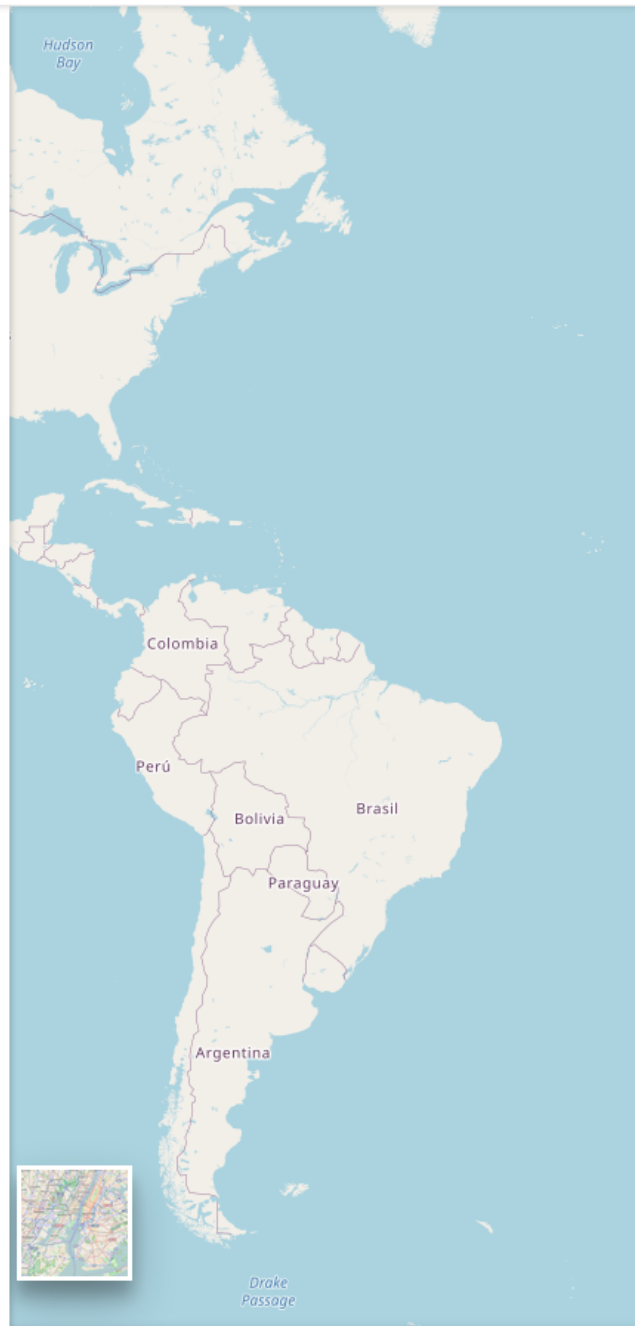 Hudson
Bay
Colombia
Perú
Bolivia
Brasil
Paraguay
Argentina
Drake
Passage